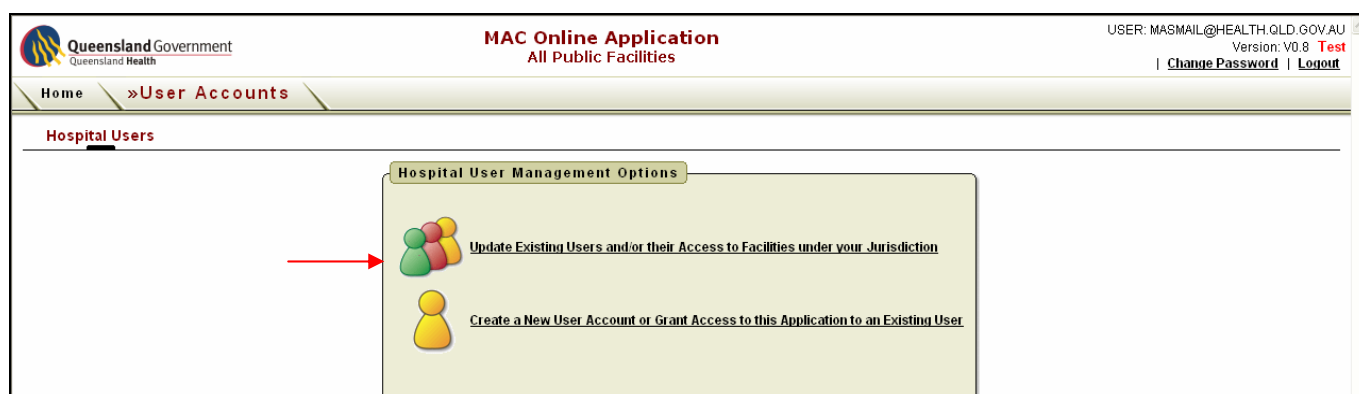 Queensland Government
Queensland Health
MAC Online Application
All Public Facilities
USER: MASMAIL@HEALTH.QLD.GOV.AU
Version: V0.8 Test
| Change Password | Logout
Home »User Accounts
Hospital Users
Hospital User Management Options
Update Existing Users and/or their Access to Facilities under your Jurisdiction
Create a New User Account or Grant Access to this Application to an Existing User